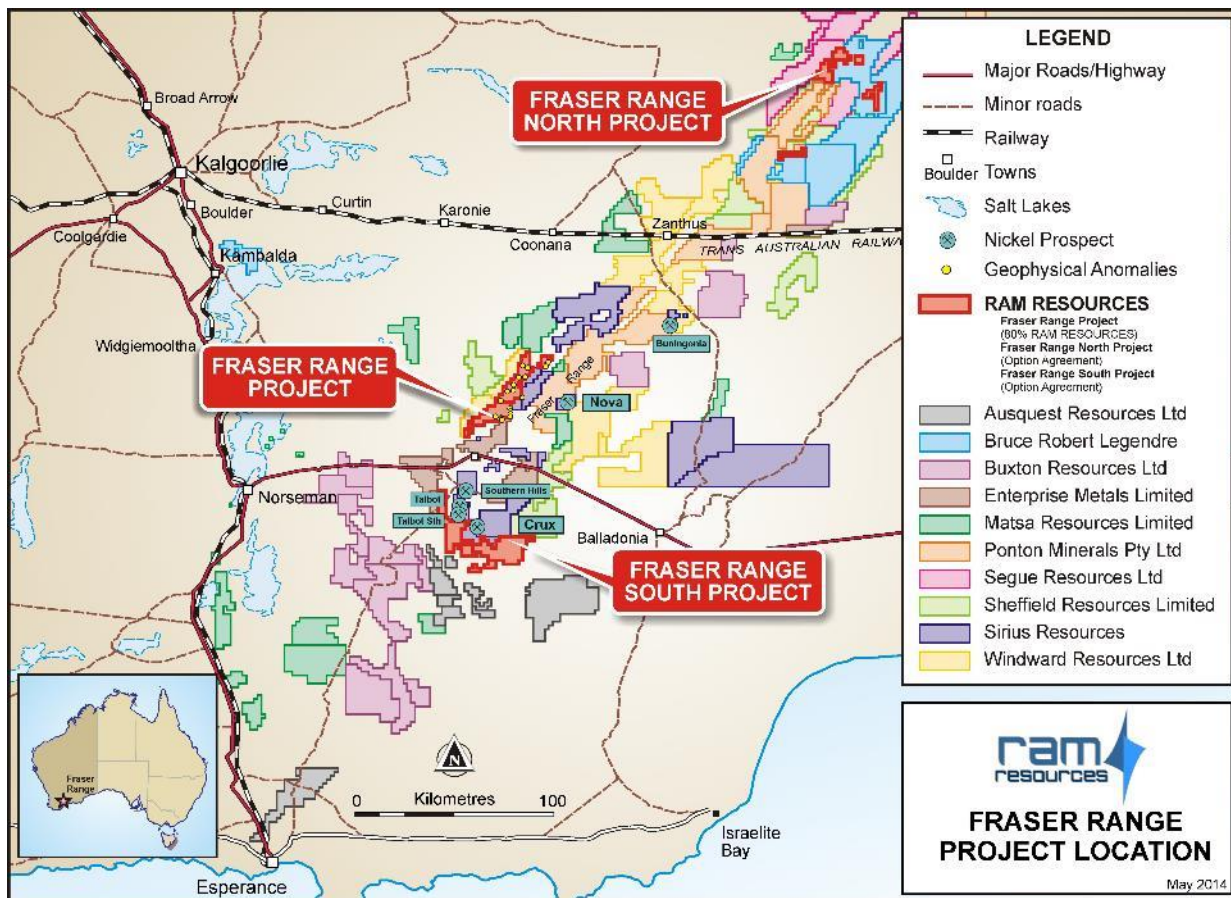 Broad Arrow
Kalgoorlie
Boulder
Coolgardie
Kambalda
Curtin
Karonie
Coonana
Zanthus
TRANS AUSTRALIAN RAILWAY
Widgiemooltha
FRASER RANGE
NORTH PROJECT
FRASER RANGE
PROJECT
Buningonia
Fraser Range
Nova
Norseman
Talbot
Southern Hills
Talbot Sth
Crux
Balladonia
FRASER RANGE
SOUTH PROJECT
Fraser
Range
N
0 Kilometres 100
Israelite
Bay
Esperance
LEGEND
Major Roads/Highway
Minor roads
Railway
Boulder Towns
Salt Lakes
Nickel Prospect
Geophysical Anomalies
RAM RESOURCES
Fraser Range Project
(80% RAM RESOURCES)
Fraser Range North Project
(Option Agreement)
Fraser Range South Project
(Option Agreement)
Ausquest Resources Ltd
Bruce Robert Legendre
Buxton Resources Ltd
Enterprise Metals Limited
Matsa Resources Limited
Ponton Minerals Pty Ltd
Segue Resources Ltd
Sheffield Resources Limited
Sirius Resources
Windward Resources Ltd
ram
resources
FRASER RANGE
PROJECT LOCATION
May 2014